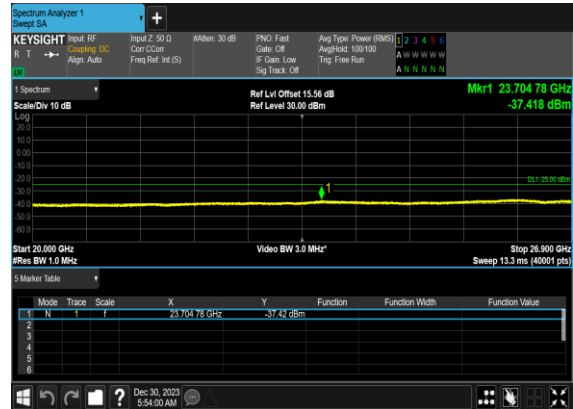 Spectrum Analyzer 1
Swept SA
+
KEYSIGHT Input: RF Input Z: 50 Ω #Atten: 30 dB PNO: Fast Avg Type: Power (RMS) 1 2 3 4 5 6
R T Coupling: DC Corr CCorr Gate: Off Avg|Hold: 100/100 A W W W W W
Align: Auto Freq Ref: Int (S) IF Gain: Low Trig: Free Run
LW Sig Track: Off A N N N N N
1 Spectrum Ref Lvl Offset 15.56 dB Mkr1 23.704 78 GHz
Scale/Div 10 dB Ref Level 30.00 dBm -37.418 dBm
Log
20.0
10.0
0.00
-10.0
-20.0
DL1 -25.00 dBm
-30.0
1
-40.0
-50.0
-60.0
Start 20.000 GHz Video BW 3.0 MHz* Stop 26.900 GHz
#Res BW 1.0 MHz Sweep 13.3 ms (40001 pts)
5 Marker Table
Mode Trace Scale X Y Function Function Width Function Value
1 N 1 f 23.704 78 GHz -37.42 dBm
2
3
4
5
6
? Dec 30, 2023
5:54:00 AM